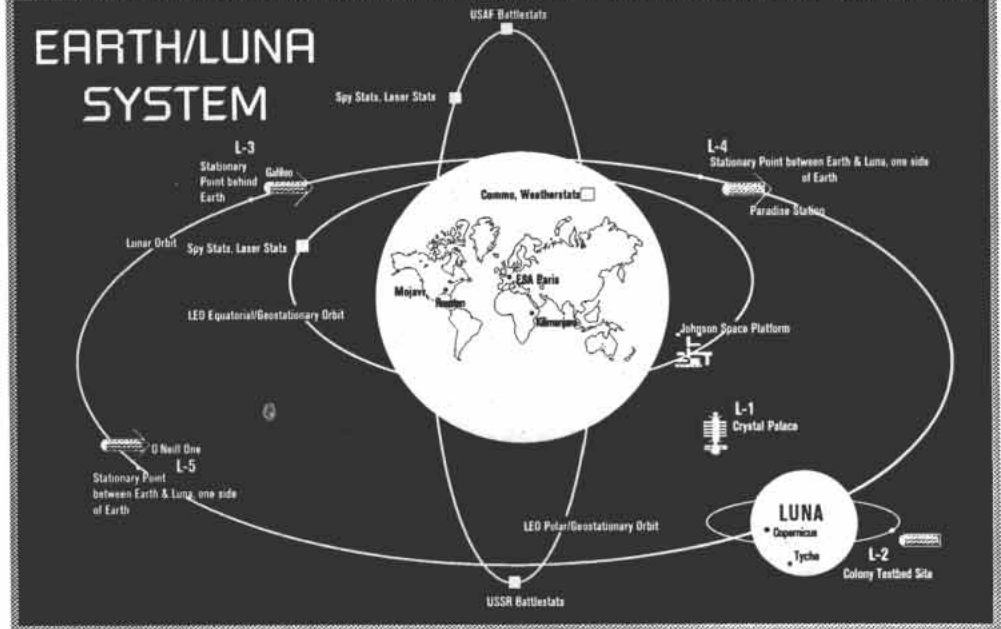 EARTH/LUNA
SYSTEM
USAF Battlestats
Spy Stats, Laser Stats
L-3
Stationary
Point behind
Earth
Galileo
L-4
Stationary Point between Earth & Luna, one side
of Earth
Paradise Station
Comms, Weatherstats
Lunar Orbit
Spy Stats, Laser Stats
ESA Paris
Mojave,
Houston
Kilimanjaro
LEO Equatorial/Geostationary Orbit
Johnson Space Platform
L-1
Crystal Palace
O'Neill One
L-5
Stationary Point
between Earth & Luna, one side
of Earth
LEO Polar/Geostationary Orbit
LUNA
Copernicus
Tycho
L-2
Colony Testbed Site
USSR Battlestats